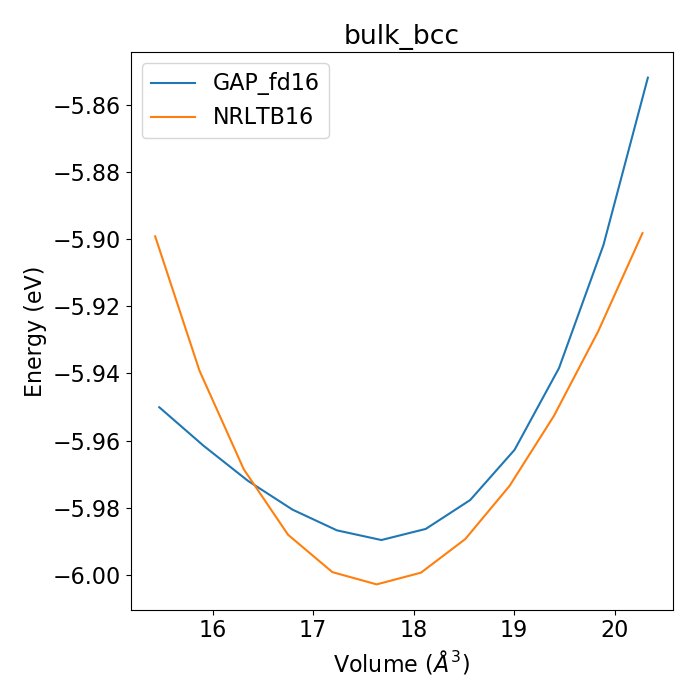 bulk_bcc
GAP_fd16
NRLTB16
Energy (eV)
−5.86
−5.88
−5.90
−5.92
−5.94
−5.96
−5.98
−6.00
16 17 18 19 20
Volume (Å³)